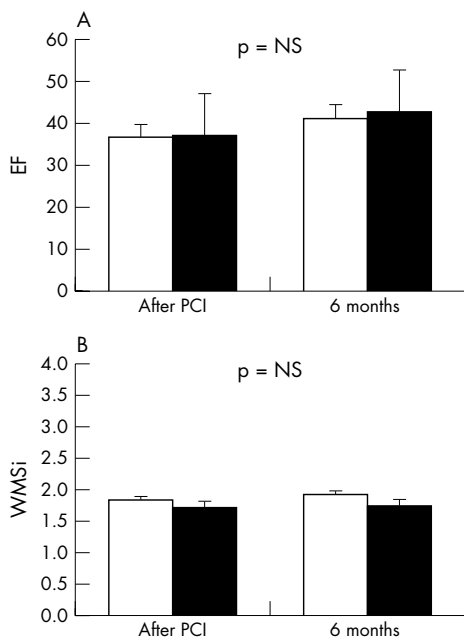 A
p = NS
60
50
40
30
20
10
0
EF
After PCI
6 months
B
p = NS
4.0
3.5
3.0
2.5
2.0
1.5
1.0
0.5
0.0
WMSi
After PCI
6 months